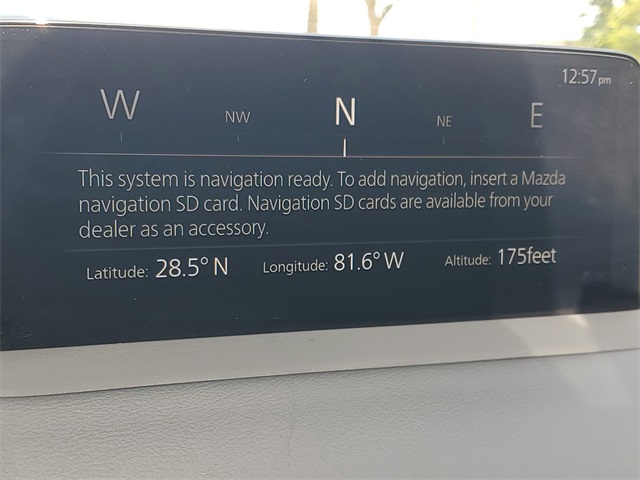 12:57pm
W NW N NE E
This system is navigation ready. To add navigation, insert a Mazda
navigation SD card. Navigation SD cards are available from your
dealer as an accessory.
Latitude: 28.5° N Longitude: 81.6° W Altitude: 175feet